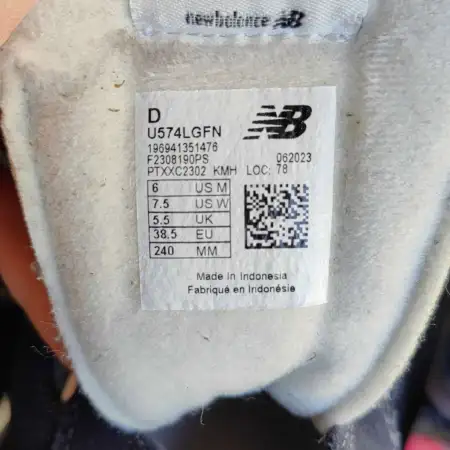 newbalance NB
D
U574LGFN
NB
196941351476
F2308190PS 062023
PTXXC2302 KMH LOC: 78
6 US M
7.5 US W
5.5 UK
38.5 EU
240 MM
Made in Indonesia
Fabriqué en Indonésie